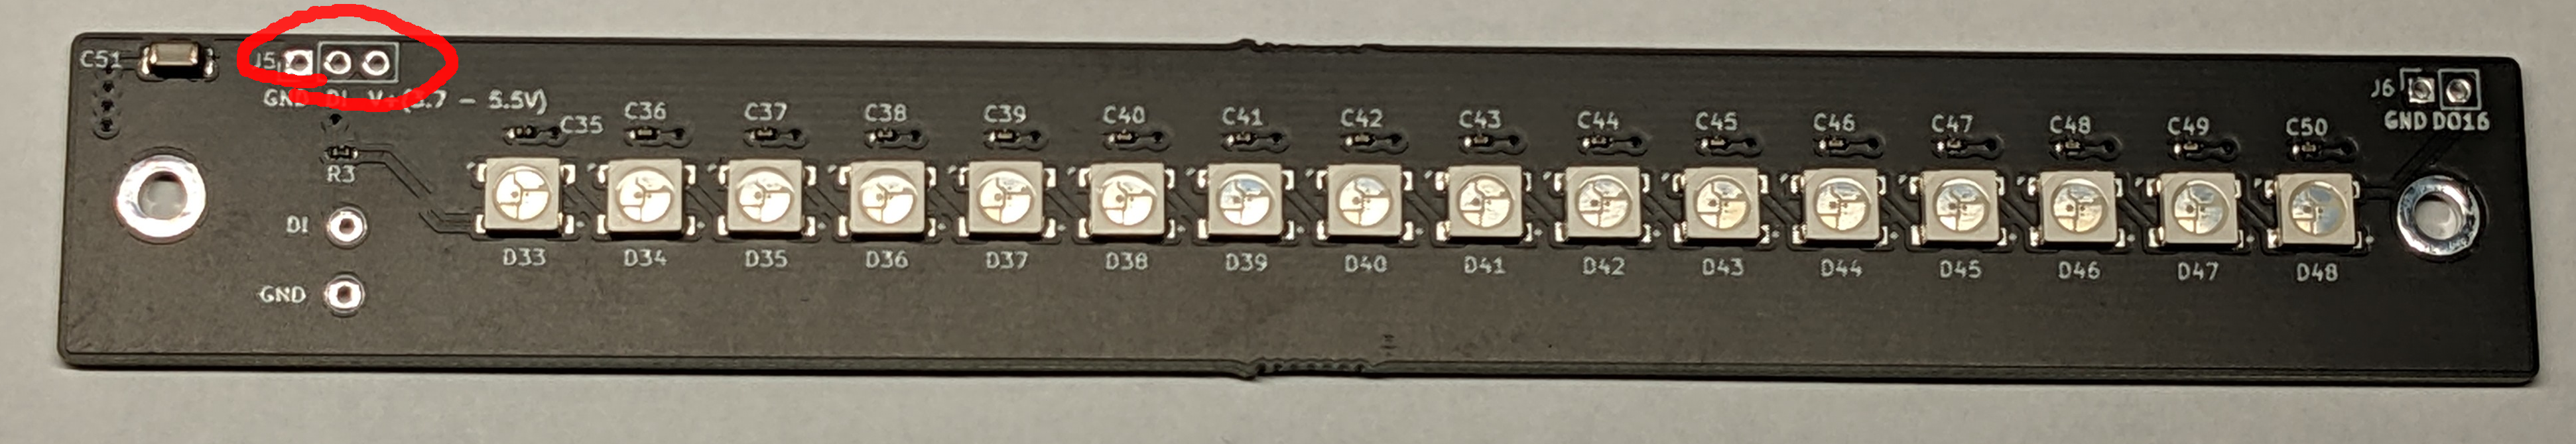 C51
J5
GND DI V+(3.7 - 5.5V)
R3
DI
GND
C35 C36 C37 C38 C39 C40 C41 C42 C43 C44 C45 C46 C47 C48 C49 C50
D33 D34 D35 D36 D37 D38 D39 D40 D41 D42 D43 D44 D45 D46 D47 D48
J6
GND DO16